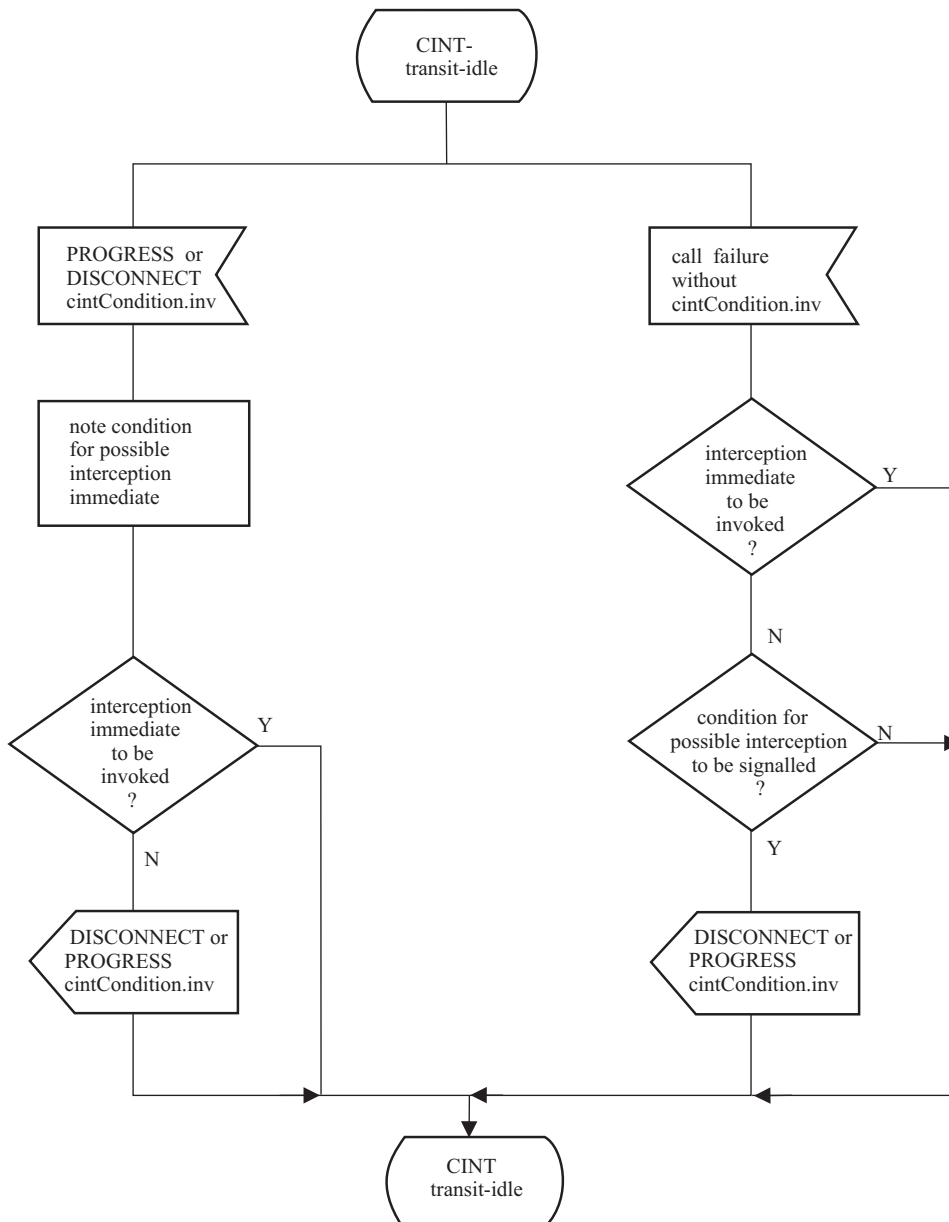 CINT-
transit-idle
PROGRESS or
DISCONNECT
cintCondition.inv
call failure
without
cintCondition.inv
note condition
for possible
interception
immediate
interception
immediate
to be
invoked
?
Y
N
interception
immediate
to be
invoked
?
Y
N
condition for
possible interception
to be signalled
?
N
Y
DISCONNECT or
PROGRESS
cintCondition.inv
DISCONNECT or
PROGRESS
cintCondition.inv
CINT
transit-idle